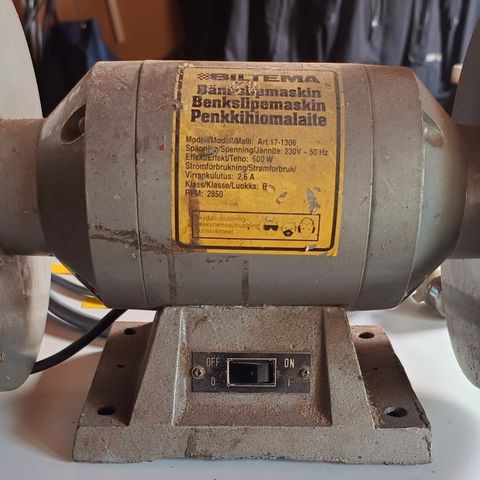 BILTEMA
Bänkslipmaskin
Benkslipemaskin
Penkkihiomalaite
Modell/Modell/Malli: Art.17-1306
Spänning/Spenning/Jännite: 230V ~ 50 Hz
Effekt/Effekt/Teho: 600 W
Strömförbrukning/Strømforbruk/
Virrankulutus: 2,6 A
Klass/Klasse/Luokka: B
RPM: 2850
OFF ON
O I